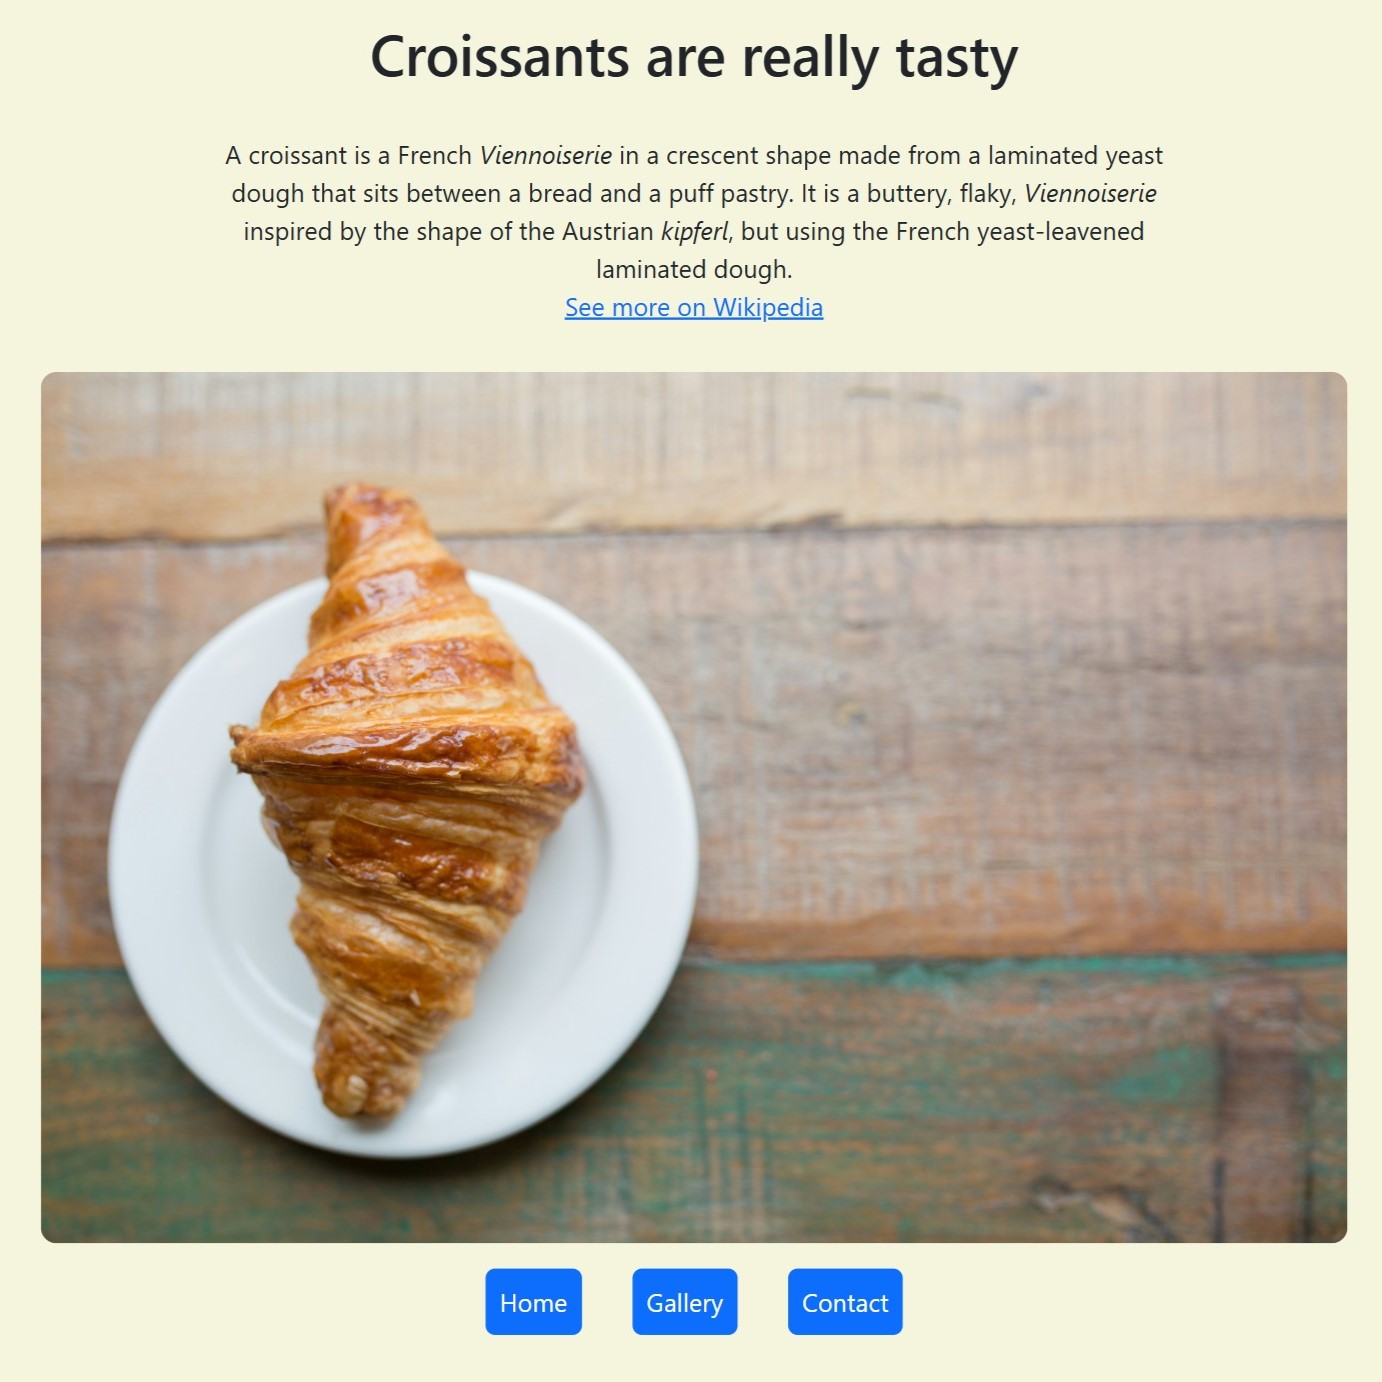 Croissants are really tasty
A croissant is a French Viennoiserie in a crescent shape made from a laminated yeast
dough that sits between a bread and a puff pastry. It is a buttery, flaky, Viennoiserie
inspired by the shape of the Austrian kipferl, but using the French yeast-leavened
laminated dough.
See more on Wikipedia
Home Gallery Contact